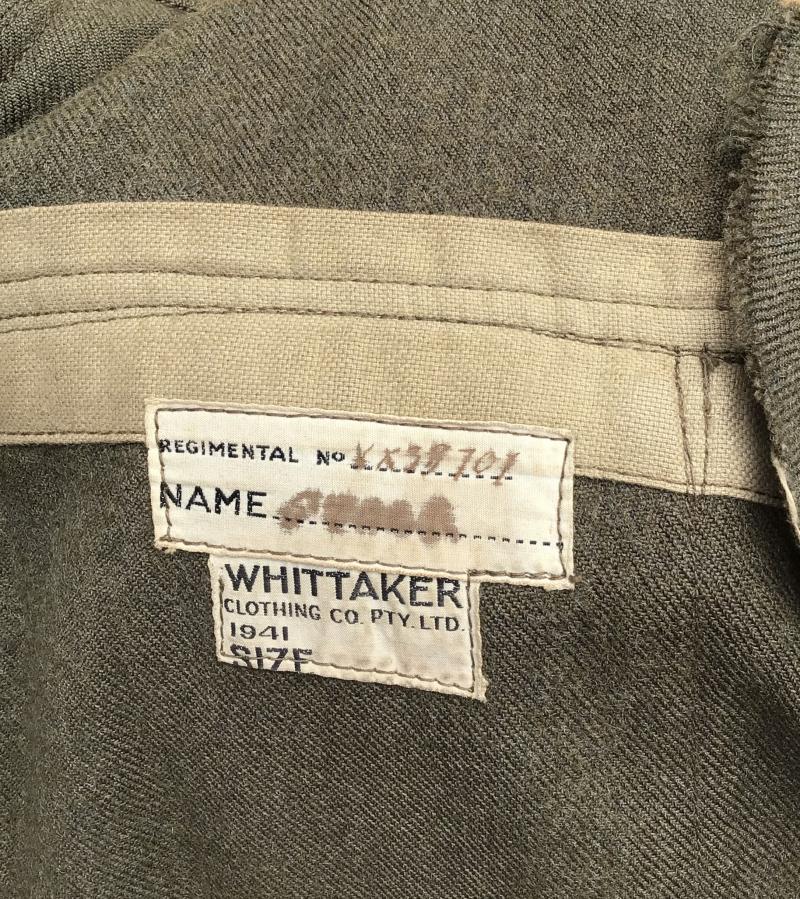 REGIMENTAL Nº
NAME
WHITTAKER
CLOTHING CO. PTY. LTD.
1941
SIZE